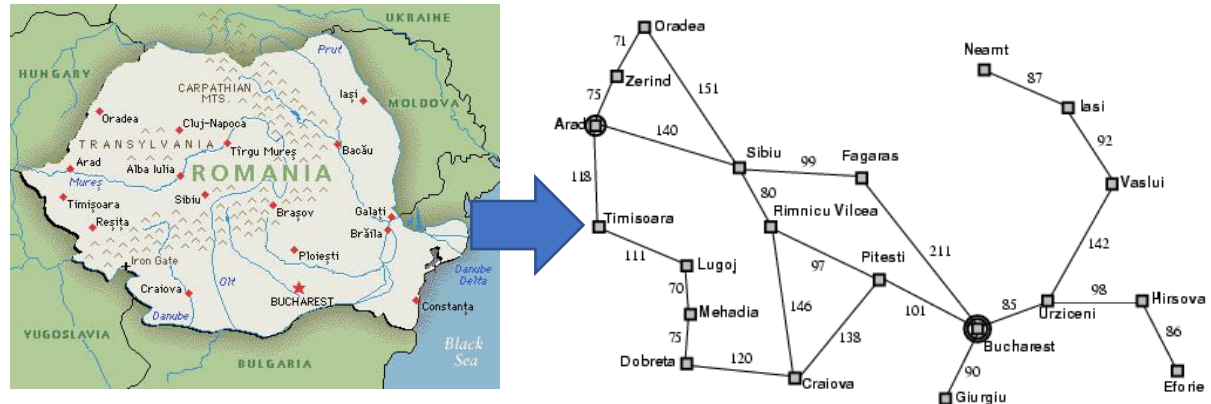 UKRAINE
Prut
HUNGARY
CARPATHIAN
MTS.
Iași
MOLDOVA
Oradea
Cluj-Napoca
TRANSYLVANIA
Tîrgu Mureș
Bacău
Arad
Alba Iulia
ROMANIA
Mureș
Timișoara
Sibiu
Brașov
Galați
Reșița
Brăila
Iron Gate
Ploiești
Danube
Delta
Olt
Craiova
BUCHAREST
Constanța
Danube
YUGOSLAVIA
BULGARIA
Black
Sea
Oradea
71
Neamt
Zerind
87
75
151
Iasi
Arad
140
92
Sibiu
99
Fagaras
118
80
Vaslui
Timisoara
Rimnicu Vilcea
111
211
142
Lugoj
97
Pitesti
70
98
Hirsova
Mehadia
146
101
85
Urziceni
75
138
86
Bucharest
Dobreta
120
90
Craiova
Eforie
Giurgiu